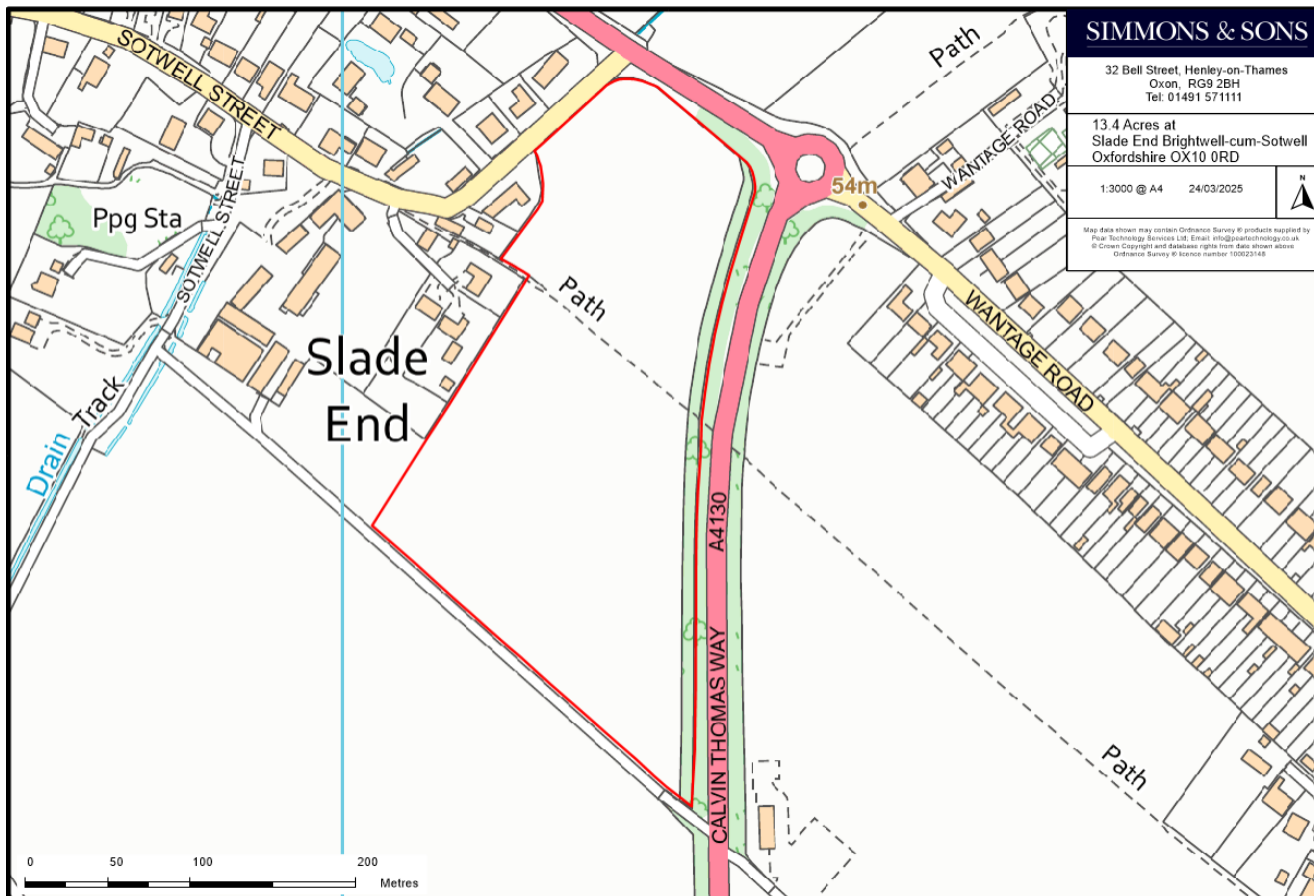 SIMMONS & SONS
32 Bell Street, Henley-on-Thames
Oxon, RG9 2BH
Tel: 01491 571111
13.4 Acres at
Slade End Brightwell-cum-Sotwell
Oxfordshire OX10 0RD
1:3000 @ A4 24/03/2025
N
Map data shown may contain Ordnance Survey ® products supplied by
Pear Technology Services Ltd; Email: info@peartechnology.co.uk
© Crown Copyright and database rights from date shown above
Ordnance Survey ® licence number 100023148
SOTWELL STREET
Path
WANTAGE ROAD
54m
Ppg Sta
SOTWELL STREET
Path
WANTAGE ROAD
Slade
End
Track
Drain
A4130
CALVIN THOMAS WAY
Path
0 50 100 200
Metres